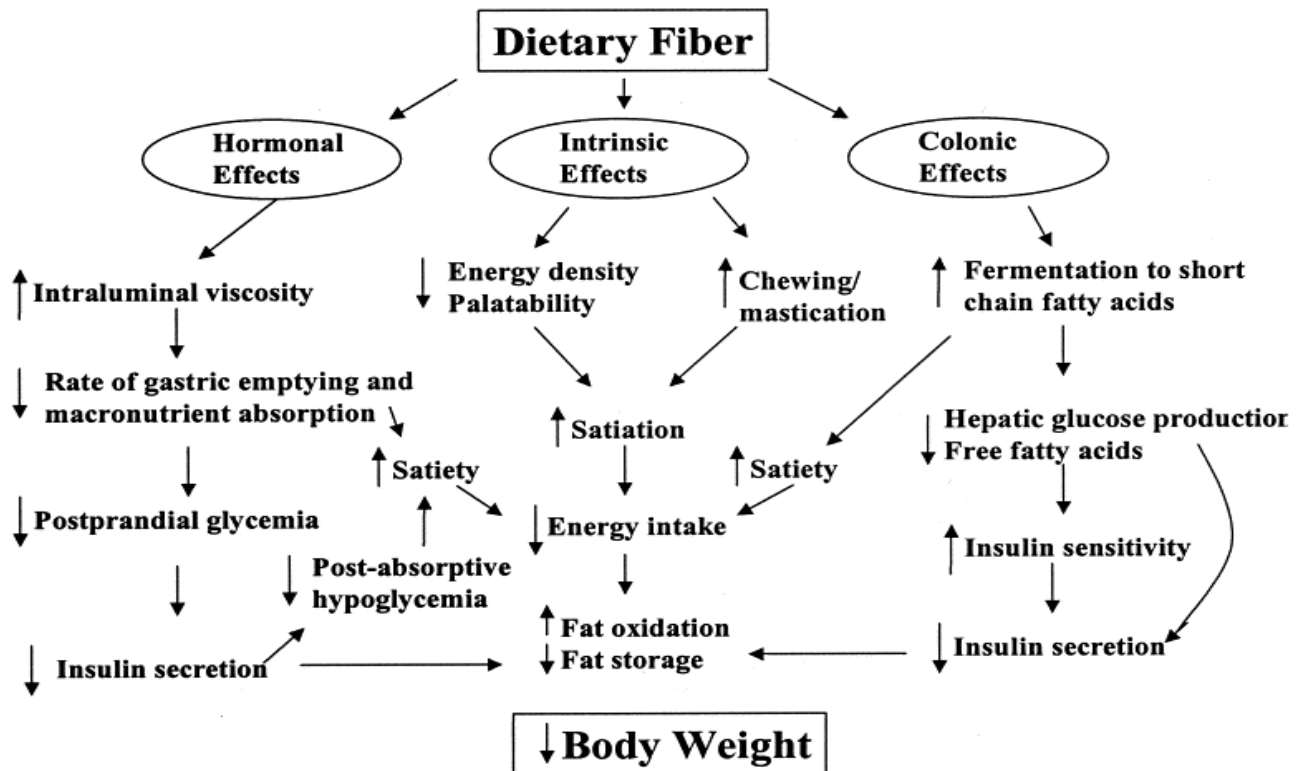 Dietary Fiber
Hormonal
Effects
Intrinsic
Effects
Colonic
Effects
↑ Intraluminal viscosity
↓ Rate of gastric emptying and
macronutrient absorption
↓ Postprandial glycemia
↓ Insulin secretion
↑ Satiety
↓ Post-absorptive
hypoglycemia
↓ Energy density
Palatability
↑ Chewing/
mastication
↑ Satiation
↓ Energy intake
↑ Fat oxidation
↓ Fat storage
↑ Fermentation to short
chain fatty acids
↑ Satiety
↓ Hepatic glucose production
Free fatty acids
↑ Insulin sensitivity
↓ Insulin secretion
↓ Body Weight